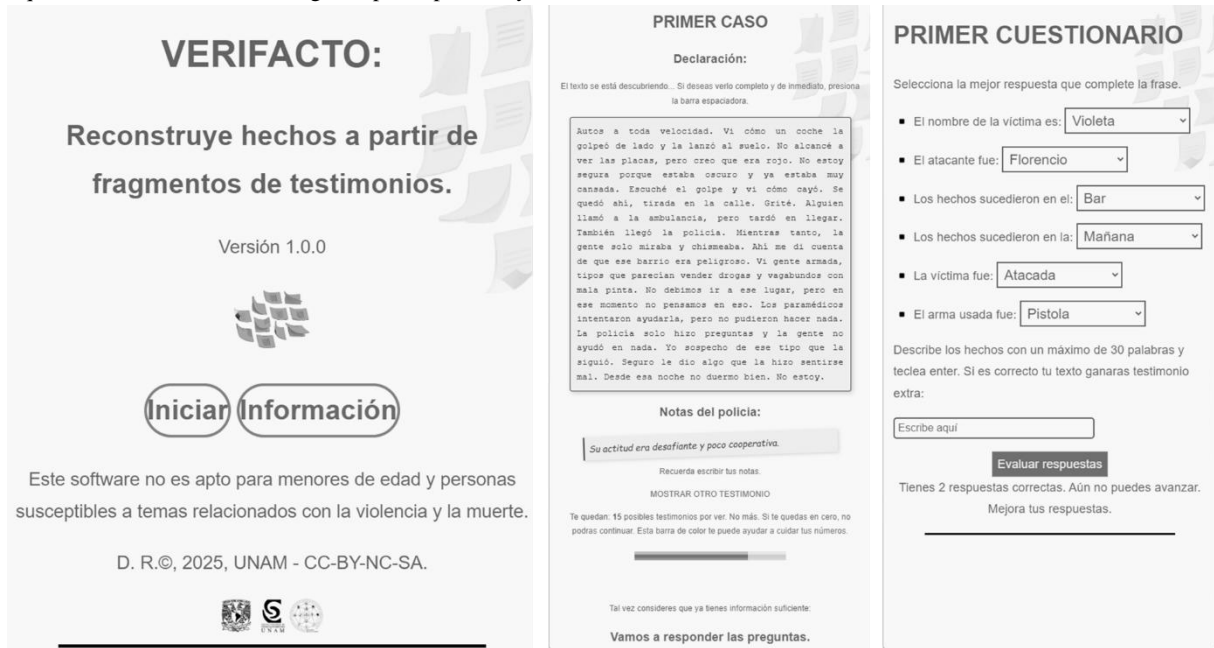 VERIFACTO:
Reconstruye hechos a partir de
fragmentos de testimonios.
Versión 1.0.0
Iniciar Información
Este software no es apto para menores de edad y personas
susceptibles a temas relacionados con la violencia y la muerte.
D. R.©, 2025, UNAM - CC-BY-NC-SA.
UNAM
PRIMER CASO
Declaración:
El texto se está descubriendo... Si deseas verlo completo y de inmediato, presiona
la barra espaciadora.
Autos a toda velocidad. Vi cómo un coche la
golpeó de lado y la lanzó al suelo. No alcancé a
ver las placas, pero creo que era rojo. No estoy
segura porque estaba oscuro y ya estaba muy
cansada. Escuché el golpe y vi cómo cayó. Se
quedó ahí, tirada en la calle. Grité. Alguien
llamó a la ambulancia, pero tardó en llegar.
También llegó la policía. Mientras tanto, la
gente solo miraba y chismeaba. Ahí me di cuenta
de que ese barrio era peligroso. Vi gente armada,
tipos que parecían vender drogas y vagabundos con
mala pinta. No debimos ir a ese lugar, pero en
ese momento no pensamos en eso. Los paramédicos
intentaron ayudarla, pero no pudieron hacer nada.
La policía solo hizo preguntas y la gente no
ayudó en nada. Yo sospecho de ese tipo que la
siguió. Seguro le dio algo que la hizo sentirse
mal. Desde esa noche no duermo bien. No estoy.
Notas del policia:
Su actitud era desafiante y poco cooperativa.
Recuerda escribir tus notas.
MOSTRAR OTRO TESTIMONIO
Te quedan: 15 posibles testimonios por ver. No más. Si te quedas en cero, no
podras continuar. Esta barra de color te puede ayudar a cuidar tus números.
Tal vez consideres que ya tienes información suficiente:
Vamos a responder las preguntas.
PRIMER CUESTIONARIO
Selecciona la mejor respuesta que complete la frase.
El nombre de la víctima es: Violeta
El atacante fue: Florencio
Los hechos sucedieron en el: Bar
Los hechos sucedieron en la: Mañana
La víctima fue: Atacada
El arma usada fue: Pistola
Describe los hechos con un máximo de 30 palabras y
teclea enter. Si es correcto tu texto ganaras testimonio
extra:
Escribe aquí
Evaluar respuestas
Tienes 2 respuestas correctas. Aún no puedes avanzar.
Mejora tus respuestas.